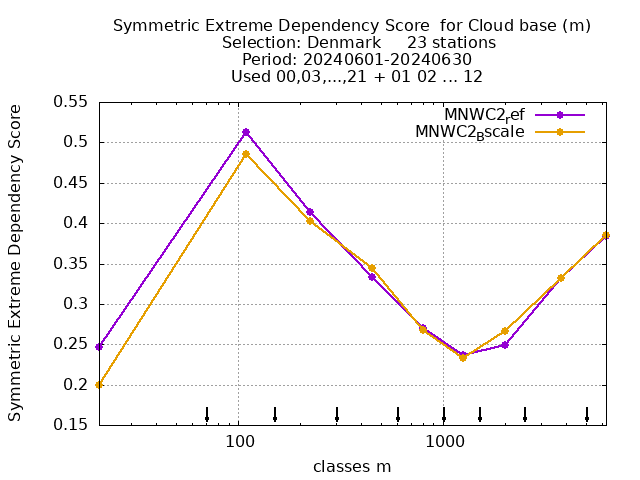 Symmetric Extreme Dependency Score  for Cloud base (m)
Selection: Denmark     23 stations
Period: 20240601-20240630
Used 00,03,...,21 + 01 02 ... 12
MNWC2ref
MNWC2Bscale
Symmetric Extreme Dependency Score
0.55
0.5
0.45
0.4
0.35
0.3
0.25
0.2
0.15
100
1000
classes m